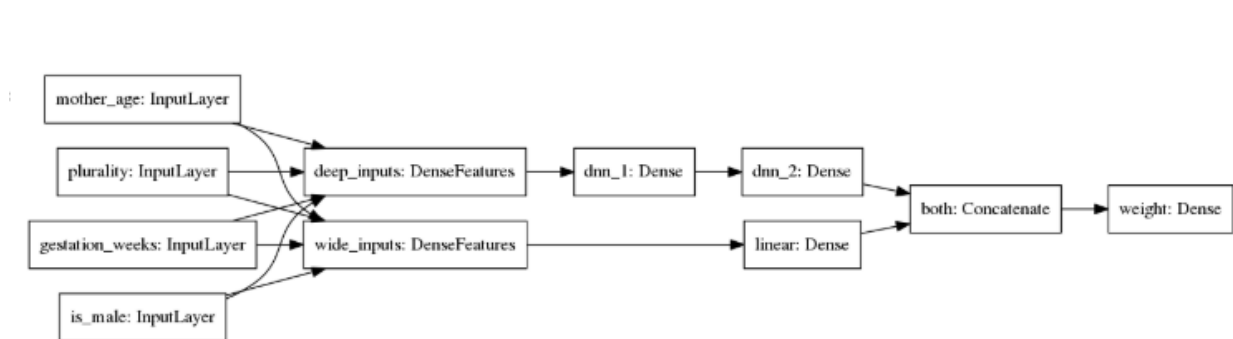 mother_age: InputLayer
plurality: InputLayer
gestation_weeks: InputLayer
is_male: InputLayer
deep_inputs: DenseFeatures
wide_inputs: DenseFeatures
dnn_1: Dense
dnn_2: Dense
linear: Dense
both: Concatenate
weight: Dense